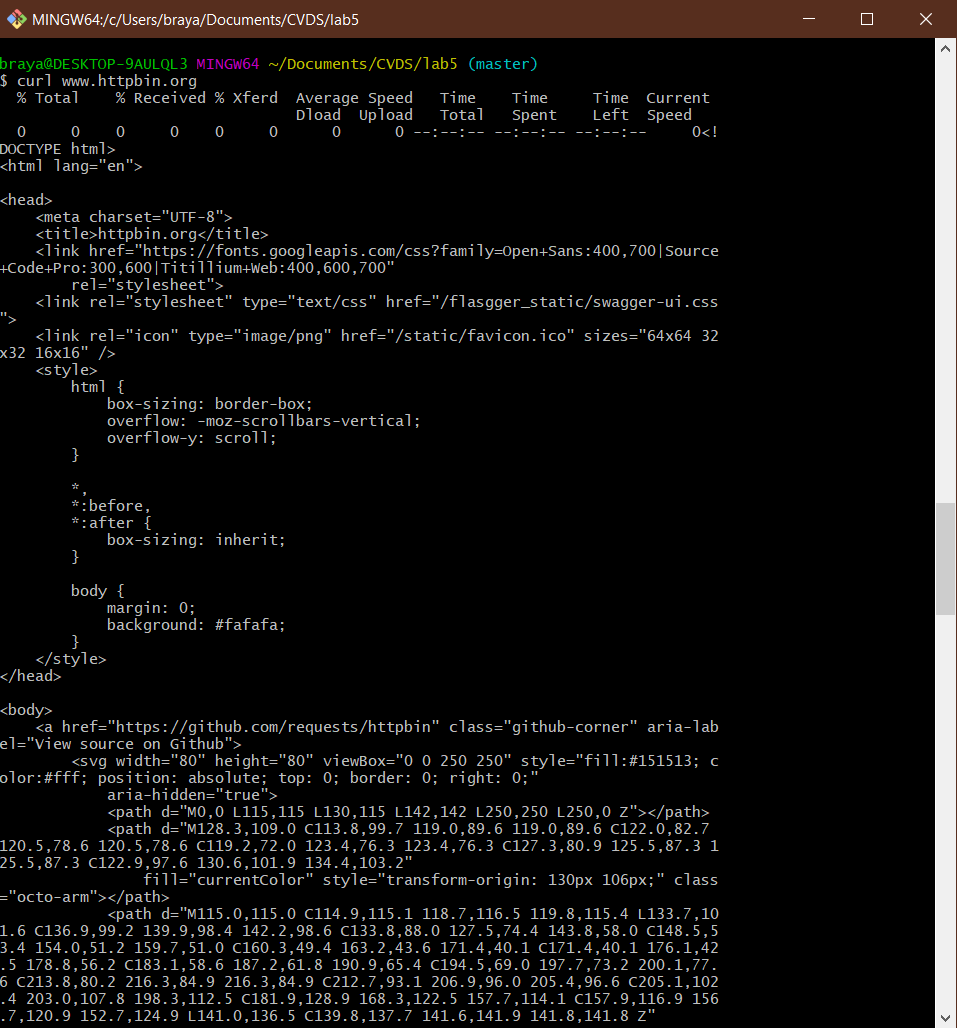 MINGW64:/c/Users/braya/Documents/CVDS/lab5
braya@DESKTOP-9AULQL3 MINGW64 ~/Documents/CVDS/lab5 (master)
$ curl www.httpbin.org
  % Total    % Received % Xferd  Average Speed   Time    Time     Time  Current
                                 Dload  Upload   Total   Spent    Left  Speed
  0     0    0     0    0     0      0      0 --:--:-- --:--:-- --:--:--     0<!
DOCTYPE html>
<html lang="en">

<head>
    <meta charset="UTF-8">
    <title>httpbin.org</title>
    <link href="https://fonts.googleapis.com/css?family=Open+Sans:400,700|Source
+Code+Pro:300,600|Titillium+Web:400,600,700"
        rel="stylesheet">
    <link rel="stylesheet" type="text/css" href="/flasgger_static/swagger-ui.css
">
    <link rel="icon" type="image/png" href="/static/favicon.ico" sizes="64x64 32
x32 16x16" />
    <style>
        html {
            box-sizing: border-box;
            overflow: -moz-scrollbars-vertical;
            overflow-y: scroll;
        }

        *,
        *:before,
        *:after {
            box-sizing: inherit;
        }

        body {
            margin: 0;
            background: #fafafa;
        }
    </style>
</head>

<body>
    <a href="https://github.com/requests/httpbin" class="github-corner" aria-lab
el="View source on Github">
        <svg width="80" height="80" viewBox="0 0 250 250" style="fill:#151513; c
olor:#fff; position: absolute; top: 0; border: 0; right: 0;"
            aria-hidden="true">
            <path d="M0,0 L115,115 L130,115 L142,142 L250,250 L250,0 Z"></path>
            <path d="M128.3,109.0 C113.8,99.7 119.0,89.6 119.0,89.6 C122.0,82.7
120.5,78.6 120.5,78.6 C119.2,72.0 123.4,76.3 123.4,76.3 C127.3,80.9 125.5,87.3 1
25.5,87.3 C122.9,97.6 130.6,101.9 134.4,103.2"
                fill="currentColor" style="transform-origin: 130px 106px;" class
="octo-arm"></path>
            <path d="M115.0,115.0 C114.9,115.1 118.7,116.5 119.8,115.4 L133.7,10
1.6 C136.9,99.2 139.9,98.4 142.2,98.6 C133.8,88.0 127.5,74.4 143.8,58.0 C148.5,5
3.4 154.0,51.2 159.7,51.0 C160.3,49.4 163.2,43.6 171.4,40.1 C171.4,40.1 176.1,42
.5 178.8,56.2 C183.1,58.6 187.2,61.8 190.9,65.4 C194.5,69.0 197.7,73.2 200.1,77.
6 C213.8,80.2 216.3,84.9 216.3,84.9 C212.7,93.1 206.9,96.0 205.4,96.6 C205.1,102
.4 203.0,107.8 198.3,112.5 C181.9,128.9 168.3,122.5 157.7,114.1 C157.9,116.9 156
.7,120.9 152.7,124.9 L141.0,136.5 C139.8,137.7 141.6,141.9 141.8,141.8 Z"